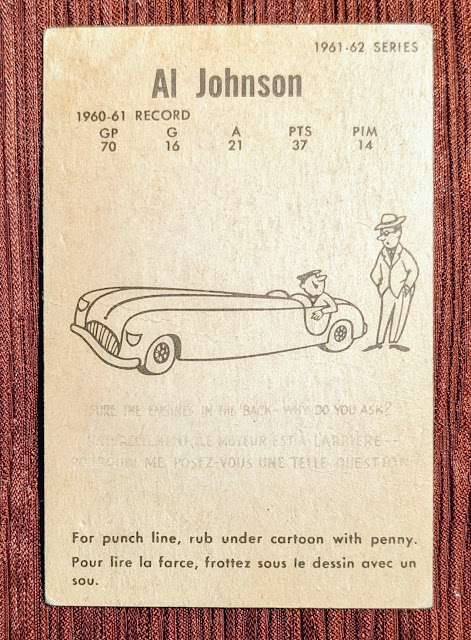 1961-62 SERIES
Al Johnson
1960-61 RECORD
GP G A PTS PIM
70 16 21 37 14
SURE THE ENGINES IN THE BACK - WHY DO YOU ASK?
NATURELLEMENT, LE MOTEUR EST À L'ARRIÈRE--
POURQUOI ME POSEZ-VOUS UNE TELLE QUESTION
For punch line, rub under cartoon with penny.
Pour lire la farce, frottez sous le dessin avec un
sou.